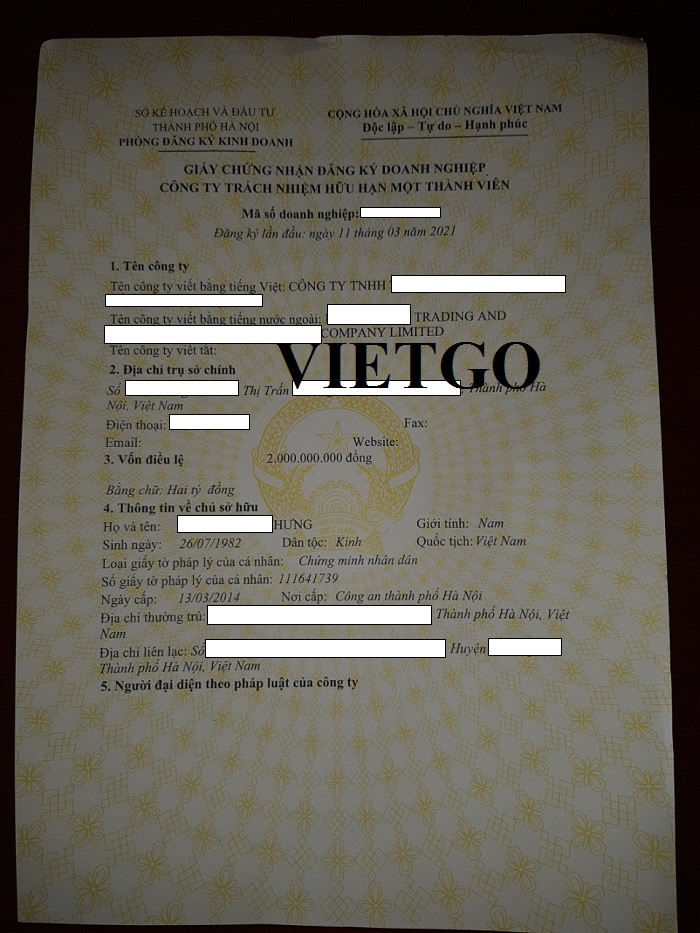 SỞ KẾ HOẠCH VÀ ĐẦU TƯ
THÀNH PHỐ HÀ NỘI
PHÒNG ĐĂNG KÝ KINH DOANH
CỘNG HÒA XÃ HỘI CHỦ NGHĨA VIỆT NAM
Độc lập – Tự do – Hạnh phúc
GIẤY CHỨNG NHẬN ĐĂNG KÝ DOANH NGHIỆP
CÔNG TY TRÁCH NHIỆM HỮU HẠN MỘT THÀNH VIÊN
Mã số doanh nghiệp:
Đăng ký lần đầu: ngày 11 tháng 03 năm 2021
1. Tên công ty
Tên công ty viết bằng tiếng Việt: CÔNG TY TNHH
Tên công ty viết bằng tiếng nước ngoài: TRADING AND
COMPANY LIMITED
Tên công ty viết tắt:
VIETGO
2. Địa chỉ trụ sở chính
Số Thị Trấn , Thành phố Hà
Nội, Việt Nam
Điện thoại: Fax:
Email: Website:
3. Vốn điều lệ 2.000.000.000 đồng
Bằng chữ: Hai tỷ đồng
4. Thông tin về chủ sở hữu
Họ và tên: HƯNG Giới tính: Nam
Sinh ngày: 26/07/1982 Dân tộc: Kinh Quốc tịch: Việt Nam
Loại giấy tờ pháp lý của cá nhân: Chứng minh nhân dân
Số giấy tờ pháp lý của cá nhân: 111641739
Ngày cấp: 13/03/2014 Nơi cấp: Công an thành phố Hà Nội
Địa chỉ thường trú: Thành phố Hà Nội, Việt
Nam
Địa chỉ liên lạc: Số Huyện
Thành phố Hà Nội, Việt Nam
5. Người đại diện theo pháp luật của công ty